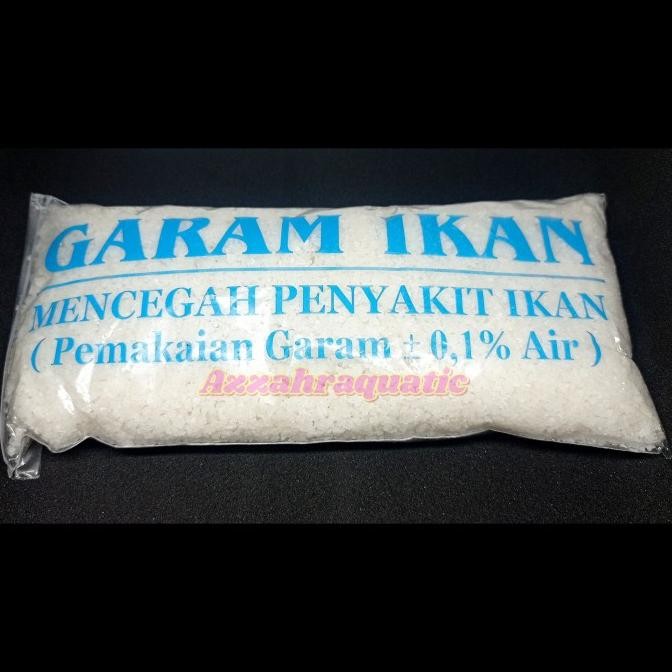 GARAM IKAN
MENCEGAH PENYAKIT IKAN
( Pemakaian Garam ± 0,1% Air )
Azzahraquatic